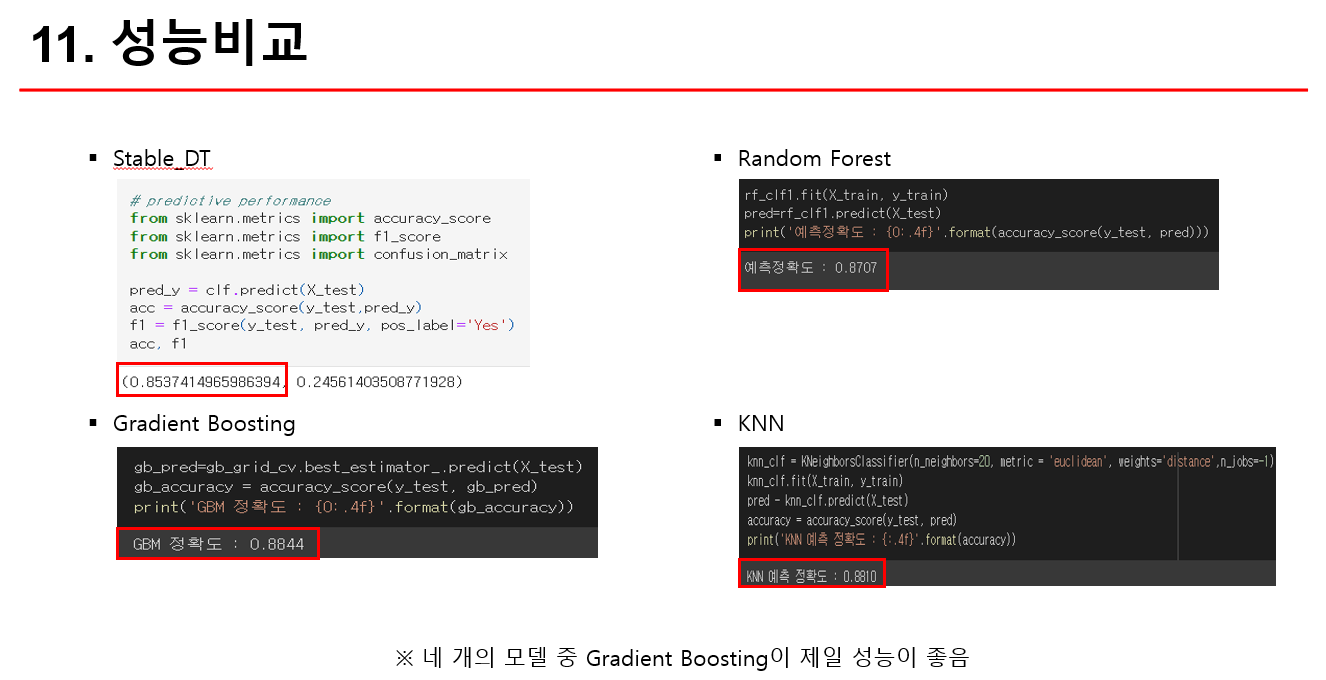 11. 성능비교
▪ Stable_DT
# predictive performance
from sklearn.metrics import accuracy_score
from sklearn.metrics import f1_score
from sklearn.metrics import confusion_matrix
pred_y = clf.predict(X_test)
acc = accuracy_score(y_test,pred_y)
f1 = f1_score(y_test, pred_y, pos_label='Yes')
acc, f1
(0.8537414965986394, 0.24561403508771928)
▪ Random Forest
rf_clf1.fit(X_train, y_train)
pred=rf_clf1.predict(X_test)
print('예측정확도 : {0:.4f}'.format(accuracy_score(y_test, pred)))
예측정확도 : 0.8707
▪ Gradient Boosting
gb_pred=gb_grid_cv.best_estimator_.predict(X_test)
gb_accuracy = accuracy_score(y_test, gb_pred)
print('GBM 정확도 : {0:.4f}'.format(gb_accuracy))
GBM 정확도 : 0.8844
▪ KNN
knn_clf = KNeighborsClassifier(n_neighbors=20, metric = 'euclidean', weights='distance',n_jobs=-1)
knn_clf.fit(X_train, y_train)
pred - knn_clf.predict(X_test)
accuracy = accuracy_score(y_test, pred)
print('KNN 예측 정확도 : {:.4f}'.format(accuracy))
KNN 예측 정확도 : 0.8810
※ 네 개의 모델 중 Gradient Boosting이 제일 성능이 좋음